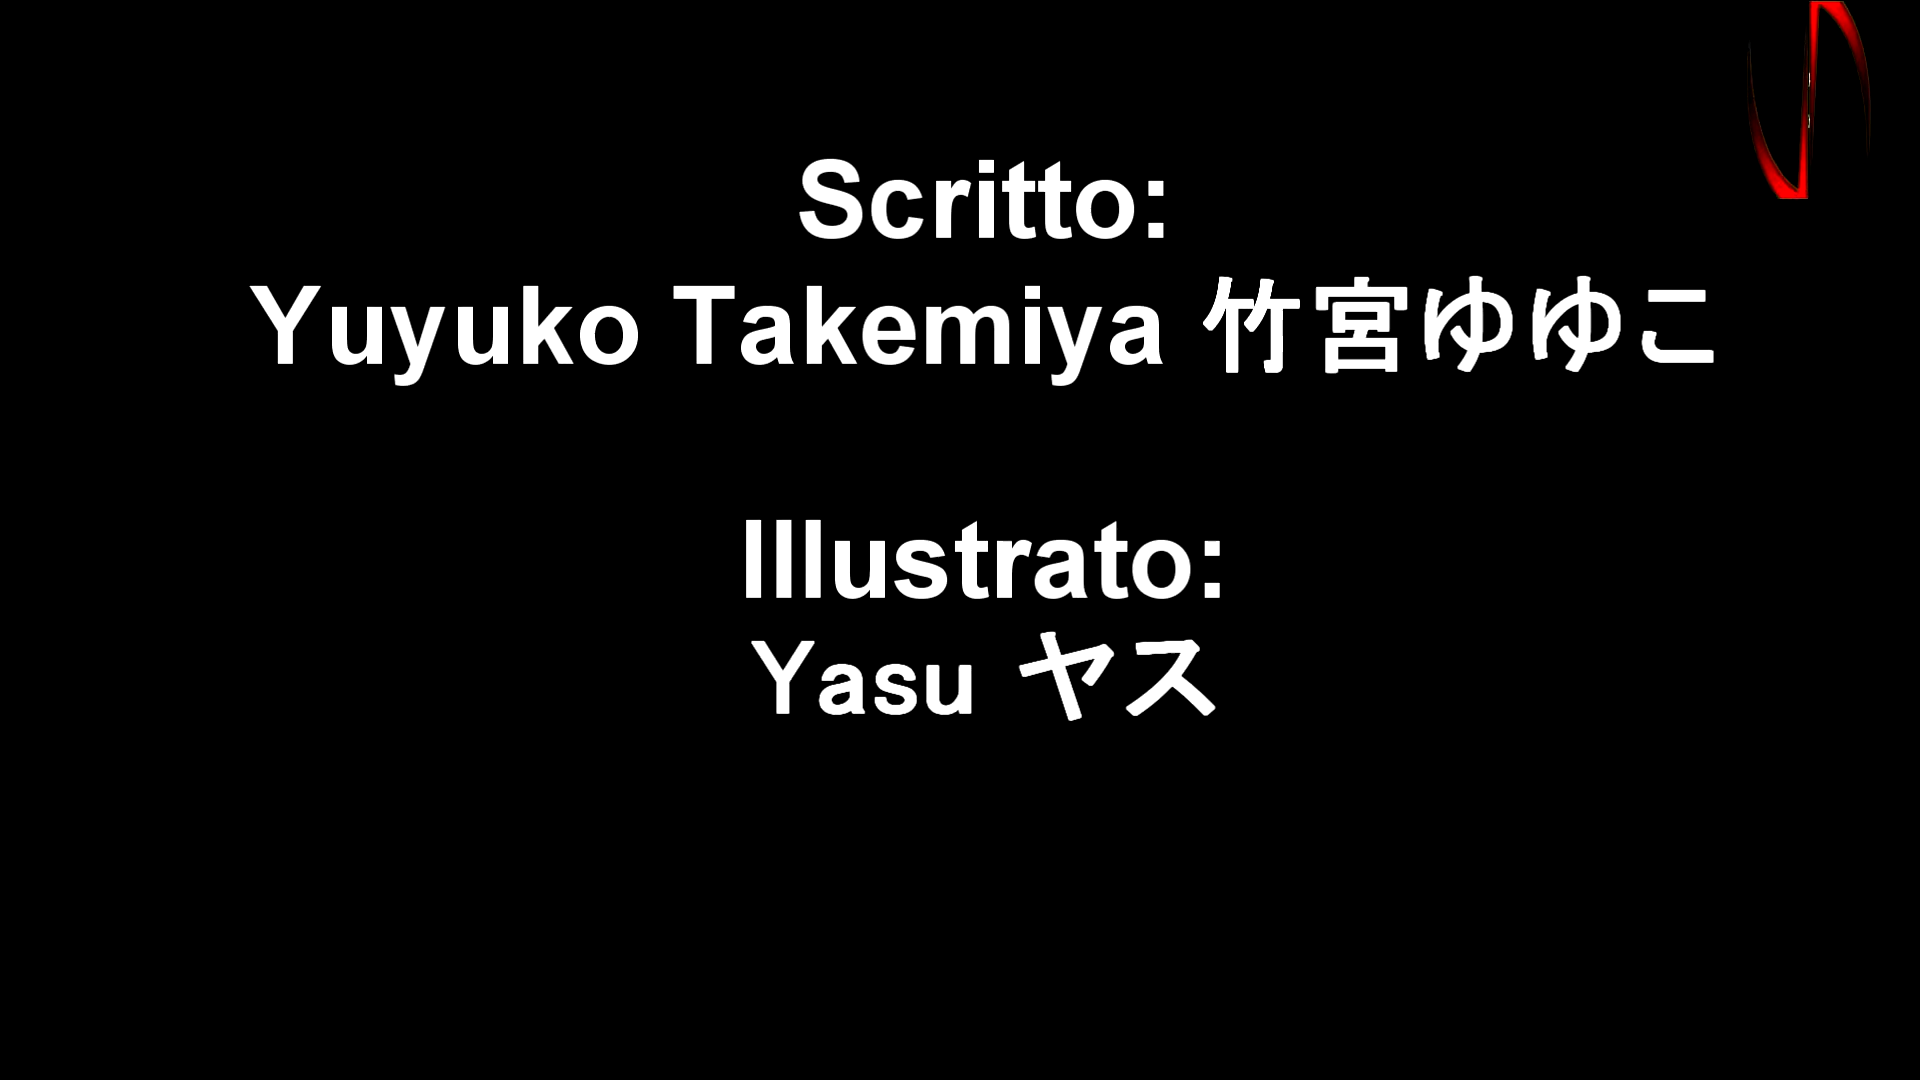 Scritto:
Yuyuko Takemiya 竹宮ゆゆこ
Illustrato:
Yasu ヤス